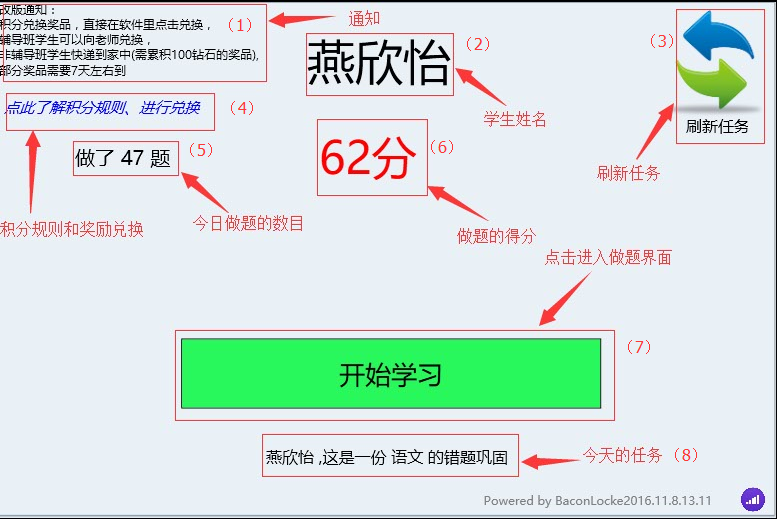 改版通知：
积分兑换奖品，直接在软件里点击兑换，
辅导班学生可以向老师兑换，
非辅导班学生快递到家中(需累积100钻石的奖品),
部分奖品需要7天左右到
（1）
通知
燕欣怡
（2）
学生姓名
（3）
刷新任务
刷新任务
点此了解积分规则、进行兑换
（4）
积分规则和奖励兑换
做了 47 题
（5）
今日做题的数目
62分
（6）
做题的得分
点击进入做题界面
开始学习
（7）
燕欣怡 ,这是一份 语文 的错题巩固
今天的任务（8）
Powered by BaconLocke2016.11.8.13.11